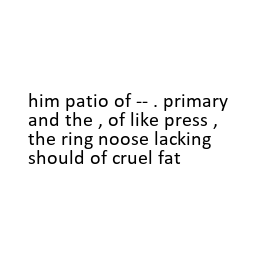 him patio of -- . primary
and the , of like press ,
the ring noose lacking
should of cruel fat